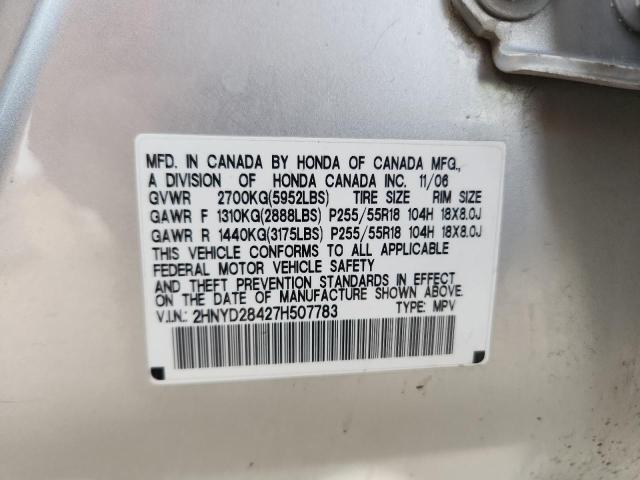 MFD. IN CANADA BY HONDA OF CANADA MFG.,
A DIVISION OF HONDA CANADA INC. 11/06
GVWR 2700KG(5952LBS) TIRE SIZE RIM SIZE
GAWR F 1310KG(2888LBS) P255/55R18 104H 18X8.0J
GAWR R 1440KG(3175LBS) P255/55R18 104H 18X8.0J
THIS VEHICLE CONFORMS TO ALL APPLICABLE
FEDERAL MOTOR VEHICLE SAFETY
AND THEFT PREVENTION STANDARDS IN EFFECT
ON THE DATE OF MANUFACTURE SHOWN ABOVE.
V.I.N.: 2HNYD28427H507783 TYPE: MPV